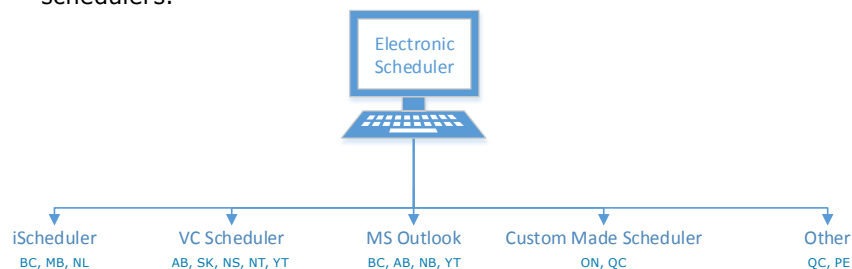 schedulers:
Electronic
Scheduler
iScheduler
VC Scheduler
MS Outlook
Custom Made Scheduler
Other
BC, MB, NL
AB, SK, NS, NT, YT
BC, AB, NB, YT
ON, QC
QC, PE